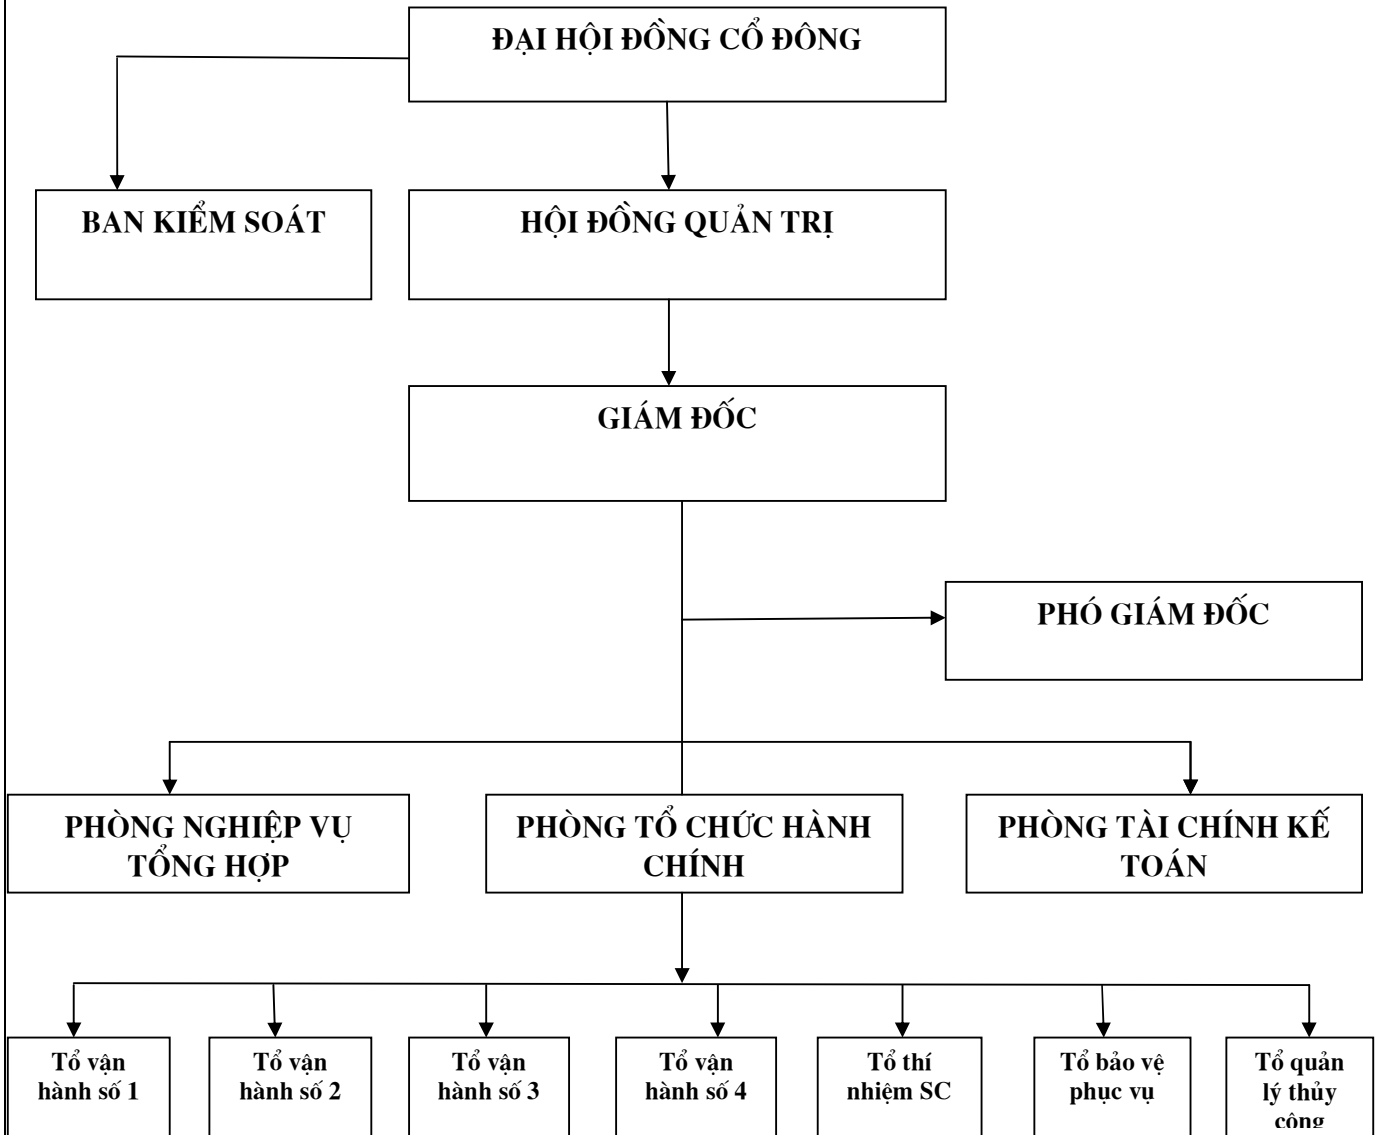 ĐẠI HỘI ĐỒNG CỔ ĐÔNG
BAN KIỂM SOÁT
HỘI ĐỒNG QUẢN TRỊ
GIÁM ĐỐC
PHÓ GIÁM ĐỐC
PHÒNG NGHIỆP VỤ
TỔNG HỢP
PHÒNG TỔ CHỨC HÀNH
CHÍNH
PHÒNG TÀI CHÍNH KẾ
TOÁN
Tổ vận
hành số 1
Tổ vận
hành số 2
Tổ vận
hành số 3
Tổ vận
hành số 4
Tổ thí
nhiệm SC
Tổ bảo vệ
phục vụ
Tổ quản
lý thủy
công